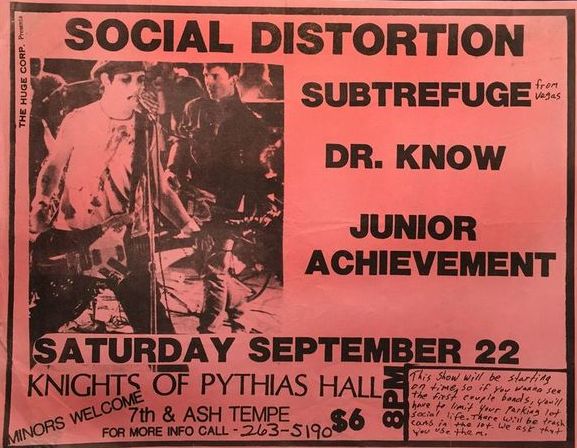 THE HUGE CORP. Presents
SOCIAL DISTORTION
SUBTREFUGE from Vegas
DR. KNOW
JUNIOR
ACHIEVEMENT
SATURDAY SEPTEMBER 22
KNIGHTS OF PYTHIAS HALL
MINORS WELCOME
7th & ASH TEMPE
FOR MORE INFO CALL - 263-5190
$6
8PM
This show will be starting
on time, so if you wanna see
the first couple bands, you'll
have to limit your parking lot
social life. There will be trash
cans in the lot. We ask that
you use them.